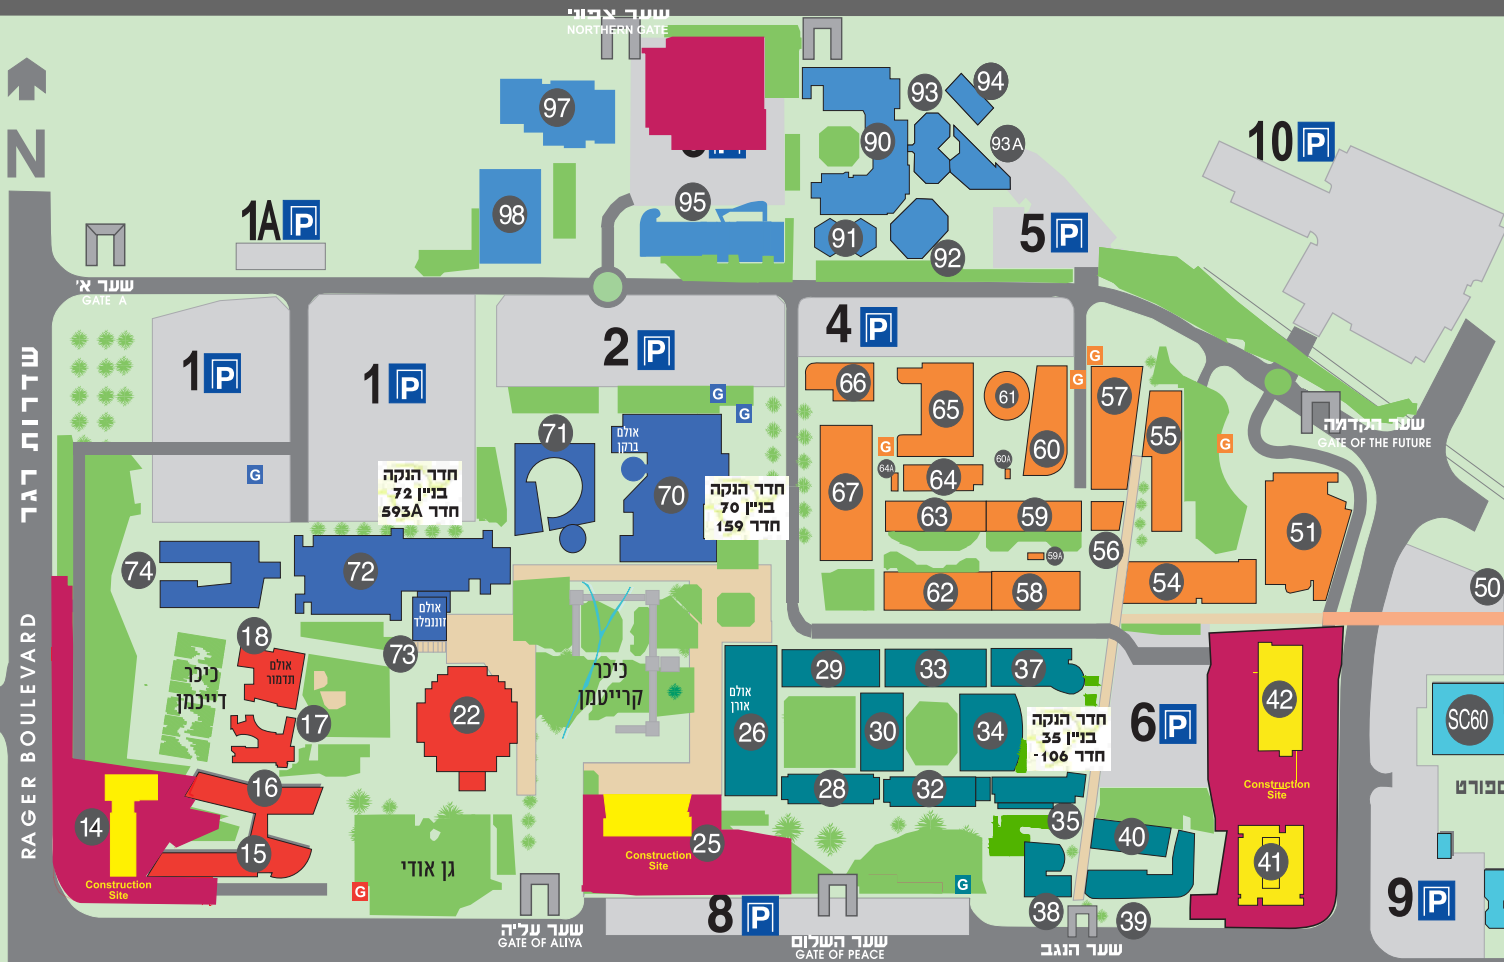 שער צפוני
NORTHERN GATE
97
93
94
90
93A
10 P
N
98
95
1A P
91
92
5 P
שער א'
GATE A
שדרות רגר
RAGER BOULEVARD
1 P
1 P
2 P
4 P
G
G
66
65
61
60
57
55
שער הקדמה
GATE OF THE FUTURE
G
G
71
אולם
ברקן
70
G
G
G
67
64A
64
60A
63
59
56
59A
62
58
54
51
50
חדר הנקה
בניין 72
חדר 593A
חדר הנקה
בניין 70
חדר 159
74
72
אולם
זוננפלד
73
18
אולם
תדמור
כיכר
דייכמן
17
22
כיכר
קרייטמן
אולם
אורן
26
29
33
37
30
34
28
32
35
חדר הנקה
בניין 35
חדר 106-
6 P
42
Construction
Site
SC60
ספורט
16
14
15
Construction
Site
גן אודי
G
25
Construction
Site
40
41
38
39
G
8 P
9 P
שער עליה
GATE OF ALIYA
שער השלום
GATE OF PEACE
שער הנגב